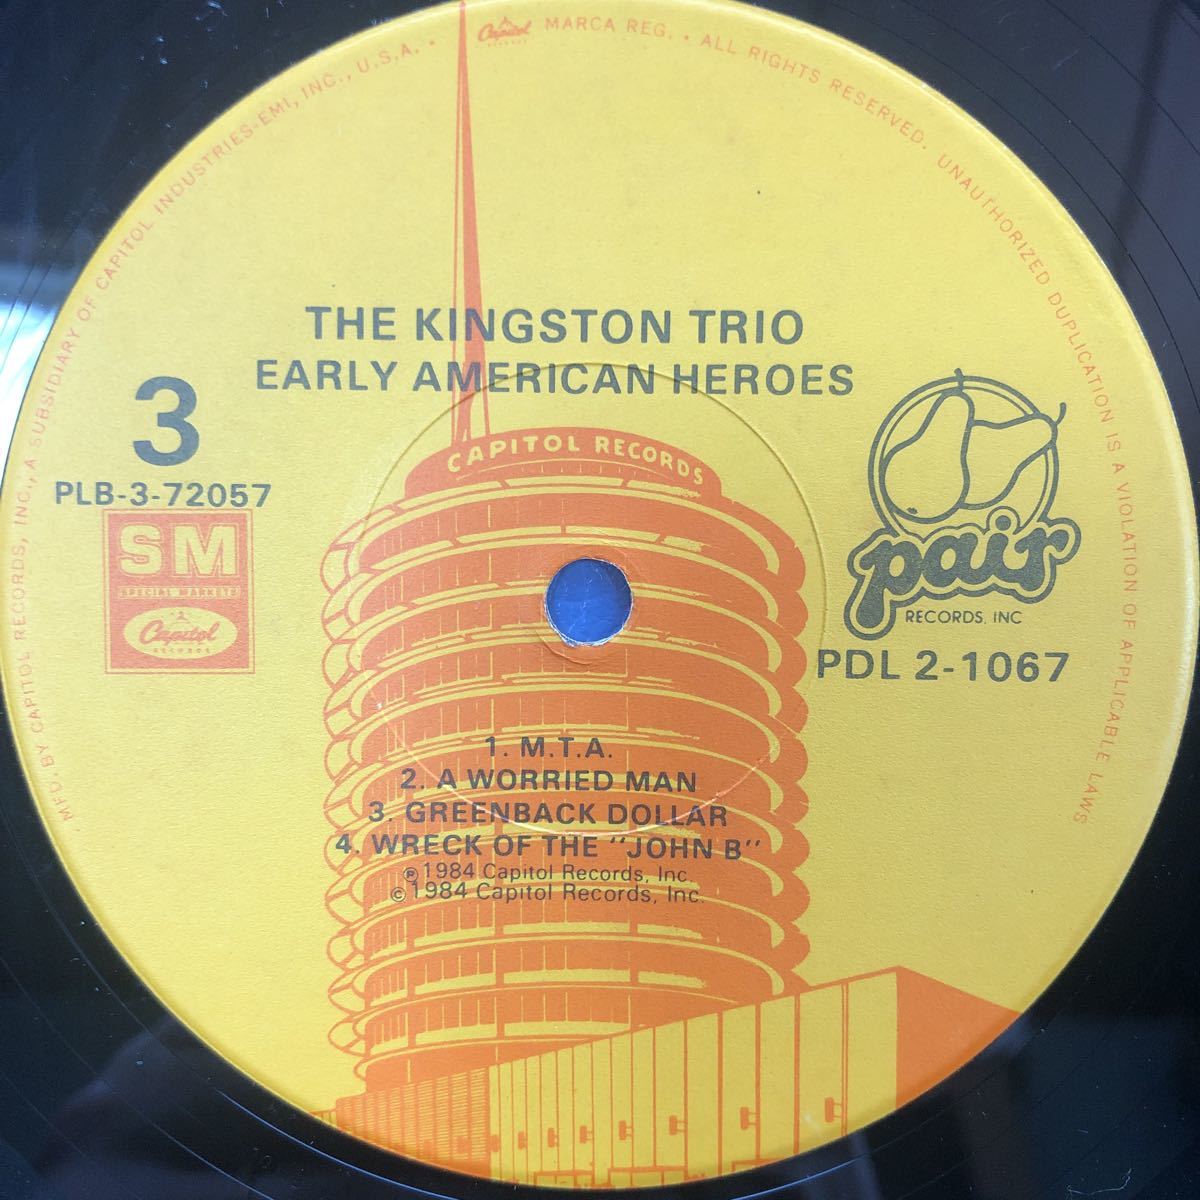 MFD. BY CAPITOL RECORDS, INC., A SUBSIDIARY OF CAPITOL INDUSTRIES-EMI, INC., U.S.A. • Capitol RECORDS MARCA REG. • ALL RIGHTS RESERVED. UNAUTHORIZED DUPLICATION IS A VIOLATION OF APPLICABLE LAWS
THE KINGSTON TRIO
EARLY AMERICAN HEROES
3
PLB-3-72057
SM
SPECIAL MARKETS
Capitol
RECORDS
CAPITOL RECORDS
pair
RECORDS, INC
PDL 2-1067
1. M.T.A.
2. A WORRIED MAN
3. GREENBACK DOLLAR
4. WRECK OF THE "JOHN B"
℗ 1984 Capitol Records, Inc.
© 1984 Capitol Records, Inc.